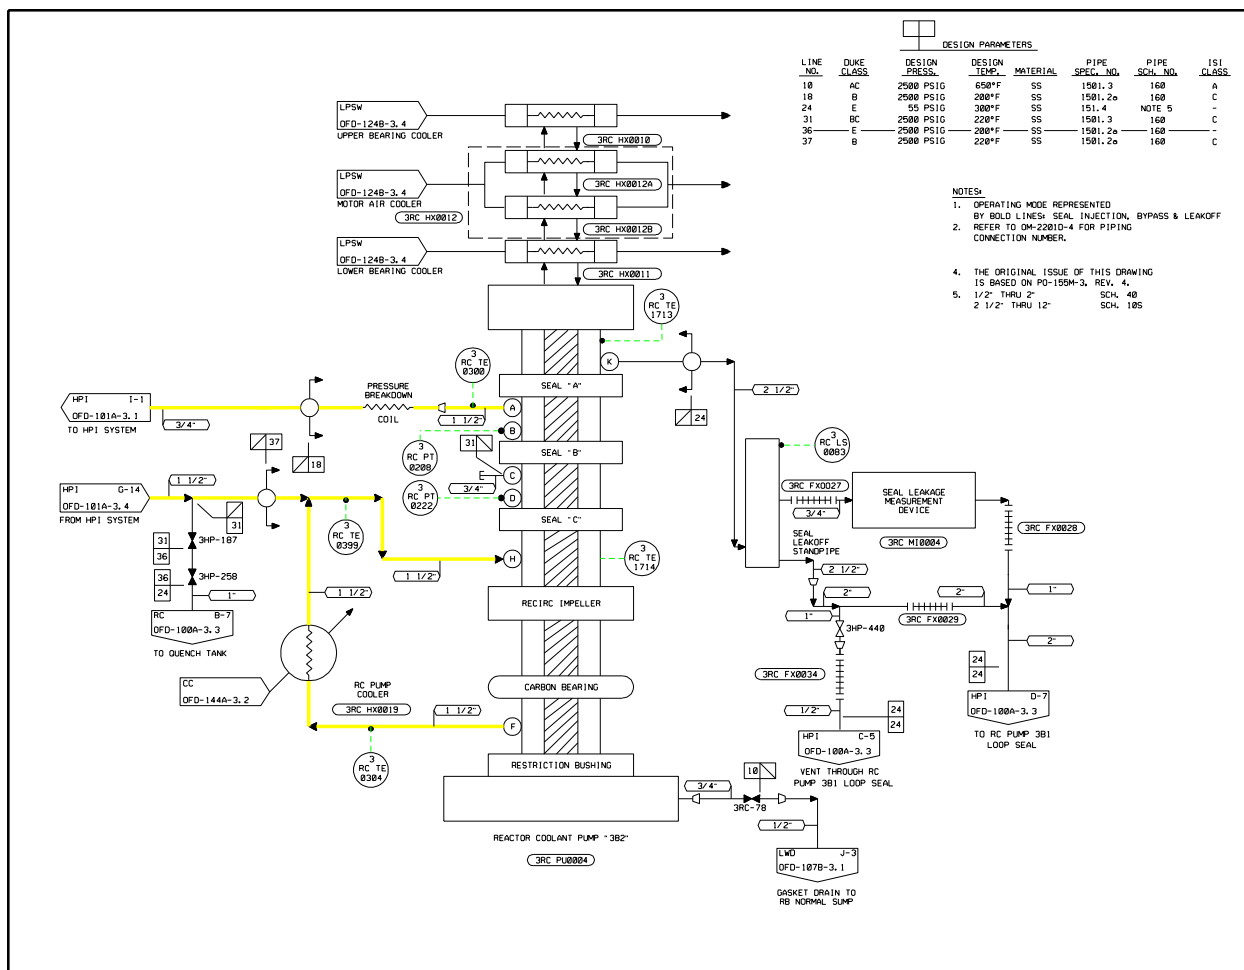 DESIGN PARAMETERS
LINE NO. DUKE CLASS DESIGN PRESS. DESIGN TEMP. MATERIAL PIPE SPEC. NO. PIPE SCH. NO. ISI CLASS
10 AC 2500 PSIG 650°F SS 1501.3 160 A
18 B 2500 PSIG 200°F SS 1501.2a 160 C
24 E 55 PSIG 300°F SS 151.4 NOTE 5 -
31 BC 2500 PSIG 220°F SS 1501.3 160 C
36 E 2500 PSIG 200°F SS 1501.2a 160 -
37 B 2500 PSIG 220°F SS 1501.2a 160 C
NOTES:
1. OPERATING MODE REPRESENTED
BY BOLD LINES: SEAL INJECTION, BYPASS & LEAKOFF
2. REFER TO OM-2201D-4 FOR PIPING
CONNECTION NUMBER.
4. THE ORIGINAL ISSUE OF THIS DRAWING
IS BASED ON PO-155M-3, REV. 4.
5. 1/2" THRU 2" SCH. 40
2 1/2" THRU 12" SCH. 10S
LPSW
OFD-124B-3.4
UPPER BEARING COOLER
3RC HX0010
LPSW
OFD-124B-3.4
MOTOR AIR COOLER
3RC HX0012
3RC HX0012A
3RC HX0012B
LPSW
OFD-124B-3.4
LOWER BEARING COOLER
3RC HX0011
3
RC TE
1713
K
24
2 1/2"
3
RC TE
0300
SEAL "A"
HPI I-1
OFD-101A-3.1
TO HPI SYSTEM
3/4"
PRESSURE
BREAKDOWN
COIL
1 1/2"
A
18
3
RC PT
0208
B
SEAL "B"
31
C
E
3/4"
3
RC PT
0222
D
SEAL "C"
37
HPI G-14
OFD-101A-3.4
FROM HPI SYSTEM
1 1/2"
31
3HP-187
31
36
3HP-258
36
24
1"
RC B-7
OFD-100A-3.3
TO QUENCH TANK
3
RC TE
0399
1 1/2"
H
3
RC TE
1714
1 1/2"
RECIRC IMPELLER
CC
OFD-144A-3.2
RC PUMP
COOLER
3RC HX0019
1 1/2"
CARBON BEARING
F
3
RC TE
0304
RESTRICTION BUSHING
REACTOR COOLANT PUMP "3B2"
3RC PU0004
3/4"
10
3RC-78
1/2"
LWD J-3
OFD-107B-3.1
GASKET DRAIN TO
RB NORMAL SUMP
3
RC LS
0083
3RC FX0027
3/4"
SEAL LEAKAGE
MEASUREMENT
DEVICE
3RC MI0004
3RC FX0028
SEAL
LEAKOFF
STANDPIPE
2 1/2"
2"
2"
1"
1"
3RC FX0029
3HP-440
3RC FX0034
2"
24
24
1/2"
24
24
HPI D-7
OFD-100A-3.3
TO RC PUMP 3B1
LOOP SEAL
HPI C-5
OFD-100A-3.3
VENT THROUGH RC
PUMP 3B1 LOOP SEAL